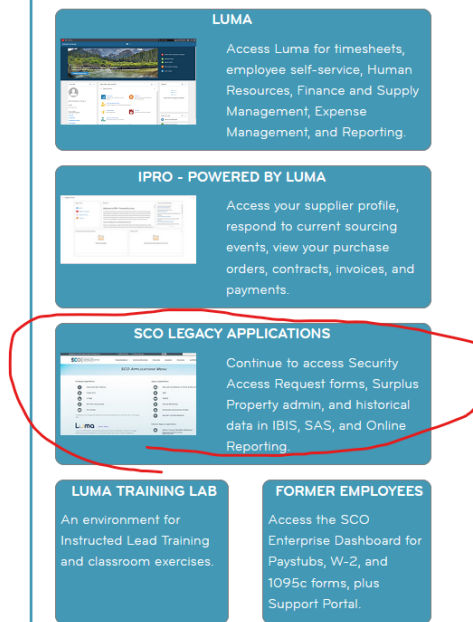 LUMA
Access Luma for timesheets,
employee self-service, Human
Resources, Finance and Supply
Management, Expense
Management, and Reporting.
IPRO - POWERED BY LUMA
Access your supplier profile,
respond to current sourcing
events, view your purchase
orders, contracts, invoices, and
payments.
SCO LEGACY APPLICATIONS
SCO
SCO Applications Menu
Luma
Continue to access Security
Access Request forms, Surplus
Property admin, and historical
data in IBIS, SAS, and Online
Reporting.
LUMA TRAINING LAB
An environment for
Instructed Lead Training
and classroom exercises.
FORMER EMPLOYEES
Access the SCO
Enterprise Dashboard for
Paystubs, W-2, and
1095c forms, plus
Support Portal.